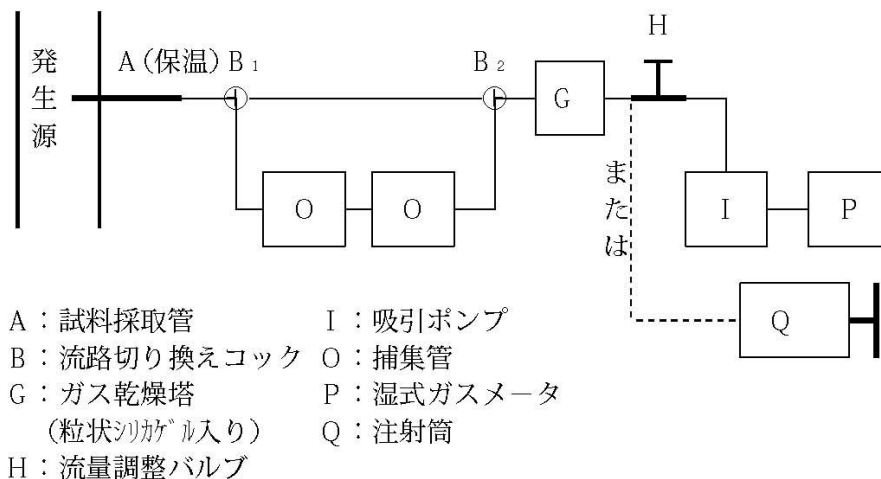 発生源
A(保温)B1
B2
G
H
または
O
O
I
P
Q
A：試料採取管
B：流路切り換えコック
G：ガス乾燥塔
(粒状ｼﾘｶｹﾞﾙ入り)
H：流量調整バルブ
I：吸引ポンプ
O：捕集管
P：湿式ガスメータ
Q：注射筒